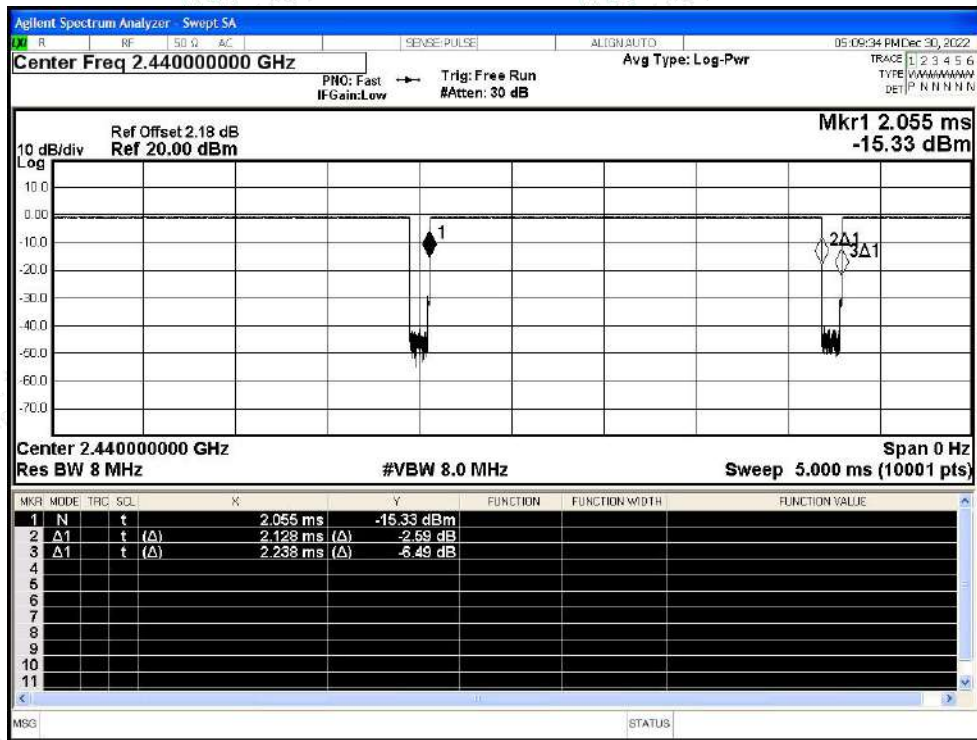 Agilent Spectrum Analyzer - Swept SA
LXI R RF 50 Ω AC SENSE:PULSE ALIGNAUTO 05:09:34 PM Dec 30, 2022
Center Freq 2.440000000 GHz
PNO: Fast
IFGain:Low
Trig: Free Run
#Atten: 30 dB
Avg Type: Log-Pwr
TRACE 1 2 3 4 5 6
TYPE WWWWWWW
DET P N N N N N
Mkr1 2.055 ms
-15.33 dBm
10 dB/div
Log
Ref Offset 2.18 dB
Ref 20.00 dBm
10.0
0.00
-10.0
-20.0
-30.0
-40.0
-50.0
-60.0
-70.0
1
2Δ1
3Δ1
Center 2.440000000 GHz Span 0 Hz
Res BW 8 MHz #VBW 8.0 MHz Sweep 5.000 ms (10001 pts)
MKR MODE TRC SCL X Y FUNCTION FUNCTION WIDTH FUNCTION VALUE
1 N t 2.055 ms -15.33 dBm
2 Δ1 t (Δ) 2.128 ms (Δ) -2.59 dB
3 Δ1 t (Δ) 2.238 ms (Δ) -6.49 dB
4
5
6
7
8
9
10
11
MSG STATUS